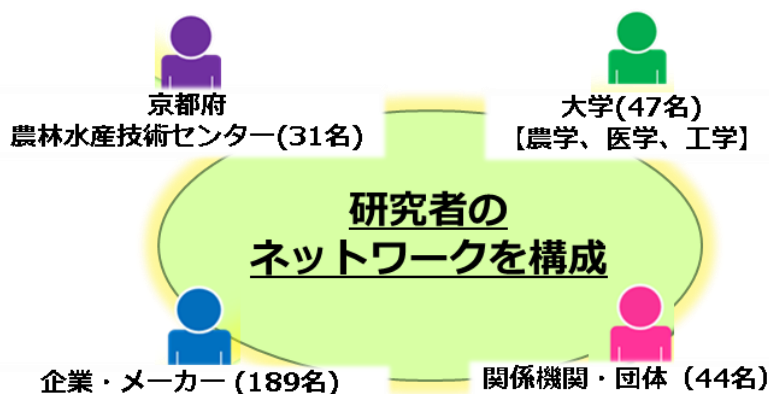 京都府
農林水産技術センター(31名)
大学(47名)
【農学、医学、工学】
研究者の
ネットワークを構成
企業・メーカー (189名)
関係機関・団体（44名)